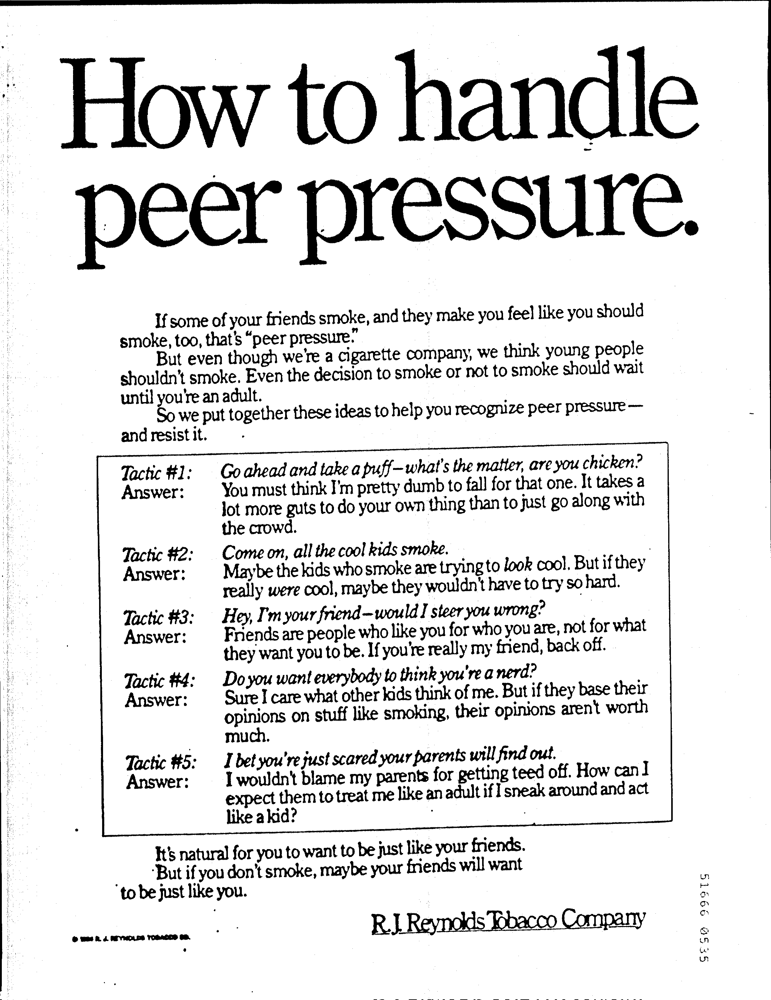 How to handle
peer pressure.
If some of your friends smoke, and they make you feel like you should
smoke, too, that's “peer pressure.”
But even though we're a cigarette company, we think young people
shouldn't smoke. Even the decision to smoke or not to smoke should wait
until you're an adult.
So we put together these ideas to help you recognize peer pressure—
and resist it.
Tactic #1: Go ahead and take a puff—what's the matter, are you chicken?
Answer: You must think I'm pretty dumb to fall for that one. It takes a
lot more guts to do your own thing than to just go along with
the crowd.
Tactic #2: Come on, all the cool kids smoke.
Answer: Maybe the kids who smoke are trying to look cool. But if they
really were cool, maybe they wouldn't have to try so hard.
Tactic #3: Hey, I'm your friend—would I steer you wrong?
Answer: Friends are people who like you for who you are, not for what
they want you to be. If you're really my friend, back off.
Tactic #4: Do you want everybody to think you're a nerd?
Answer: Sure I care what other kids think of me. But if they base their
opinions on stuff like smoking, their opinions aren't worth
much.
Tactic #5: I bet you're just scared your parents will find out.
Answer: I wouldn't blame my parents for getting teed off. How can I
expect them to treat me like an adult if I sneak around and act
like a kid?
It's natural for you to want to be just like your friends.
But if you don't smoke, maybe your friends will want
to be just like you.
R.J. Reynolds Tobacco Company
© 1984 R. J. REYNOLDS TOBACCO CO.
51666 0535